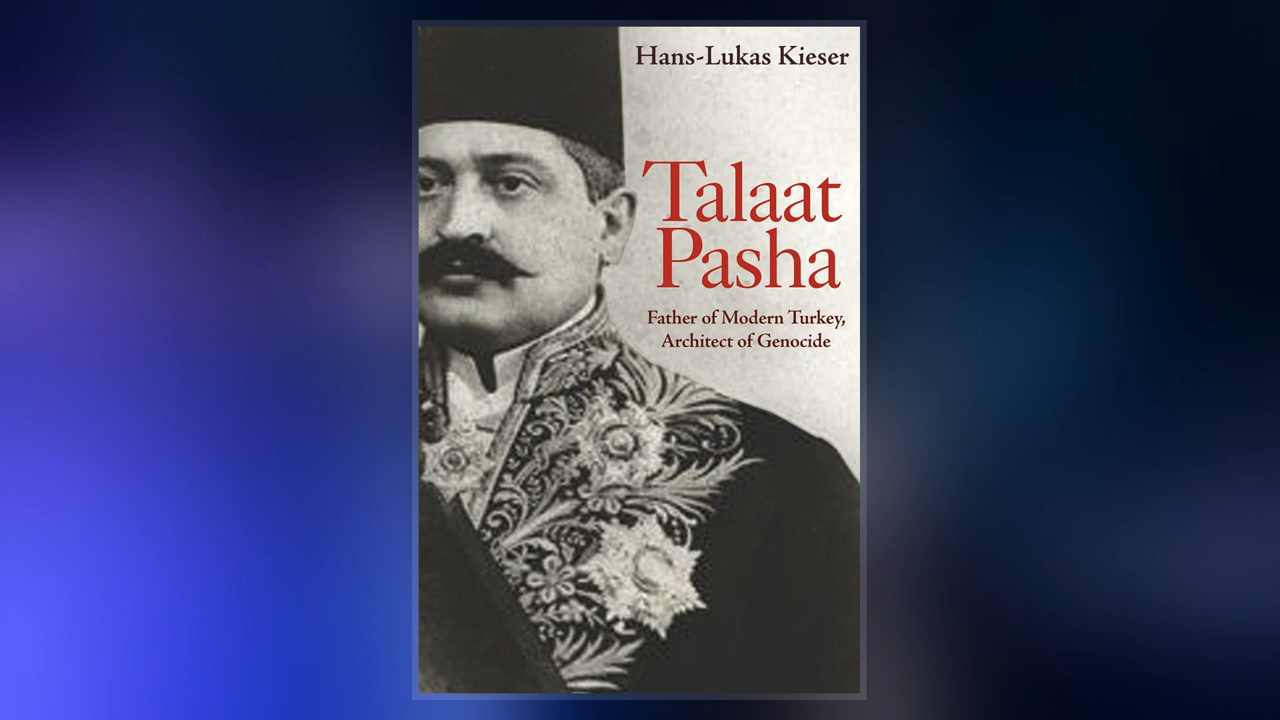 Hans-Lukas Kieser
Talaat
Pasha
Father of Modern Turkey,
Architect of Genocide